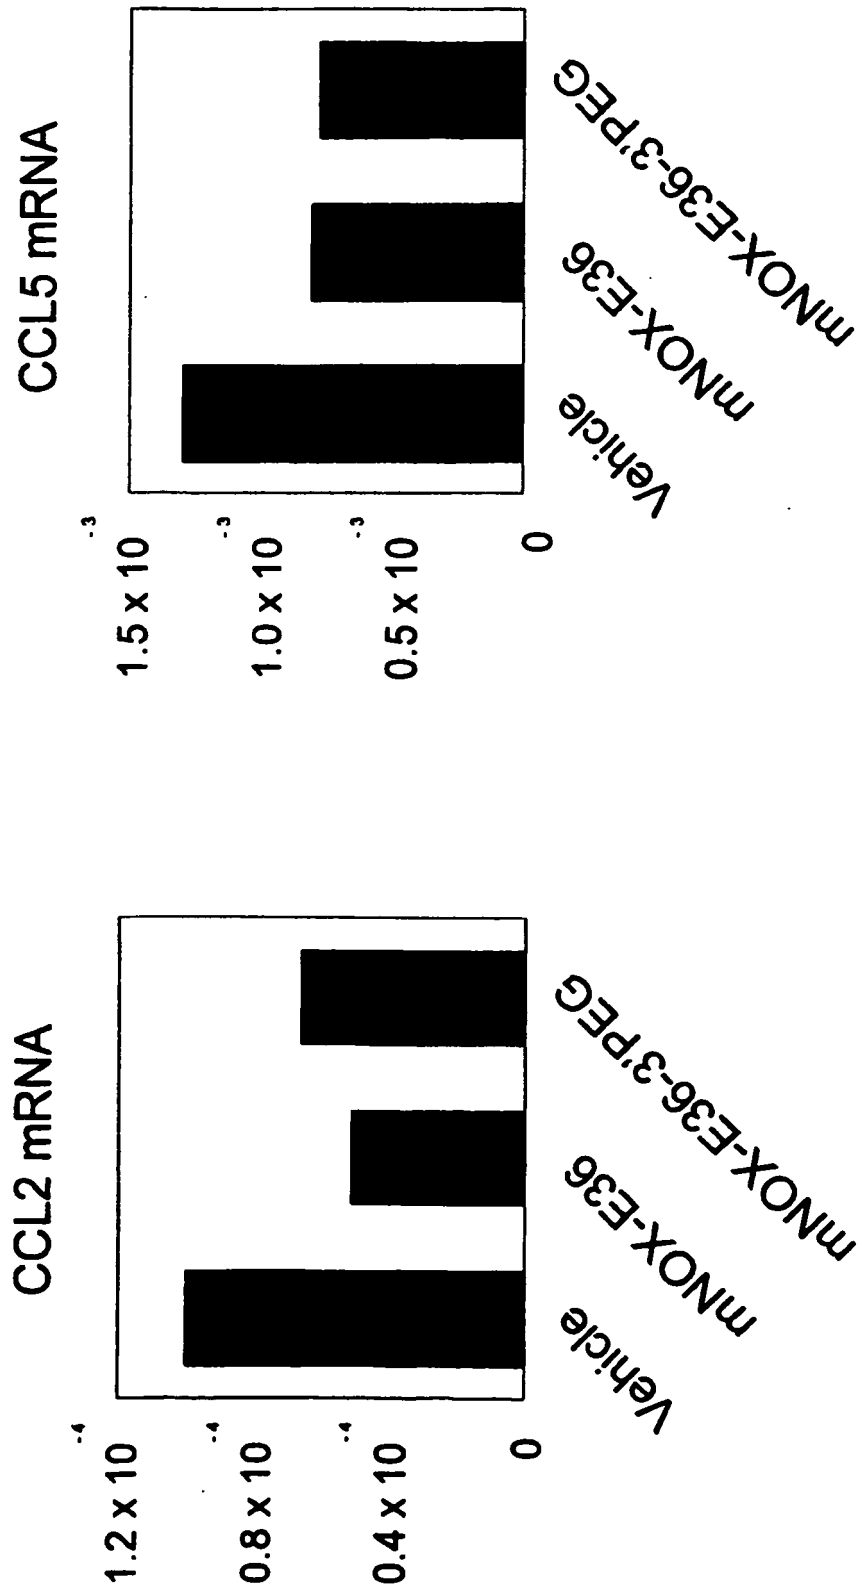 CCL2 mRNA
1.2 x 10⁻⁴
0.8 x 10⁻⁴
0.4 x 10⁻⁴
0
Vehicle
mNOX-E36
mNOX-E36-3'PEG
CCL5 mRNA
1.5 x 10⁻³
1.0 x 10⁻³
0.5 x 10⁻³
0
Vehicle
mNOX-E36
mNOX-E36-3'PEG